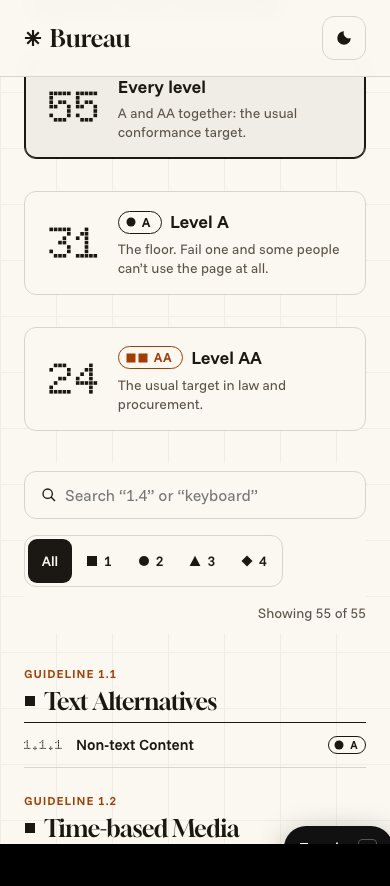 Bureau
55
Every level
A and AA together: the usual
conformance target.
31
A
Level A
The floor. Fail one and some people
can’t use the page at all.
24
AA
Level AA
The usual target in law and
procurement.
Search “1.4” or “keyboard”
All
1
2
3
4
Showing 55 of 55
GUIDELINE 1.1
Text Alternatives
1.1.1
Non-text Content
A
GUIDELINE 1.2
Time-based Media